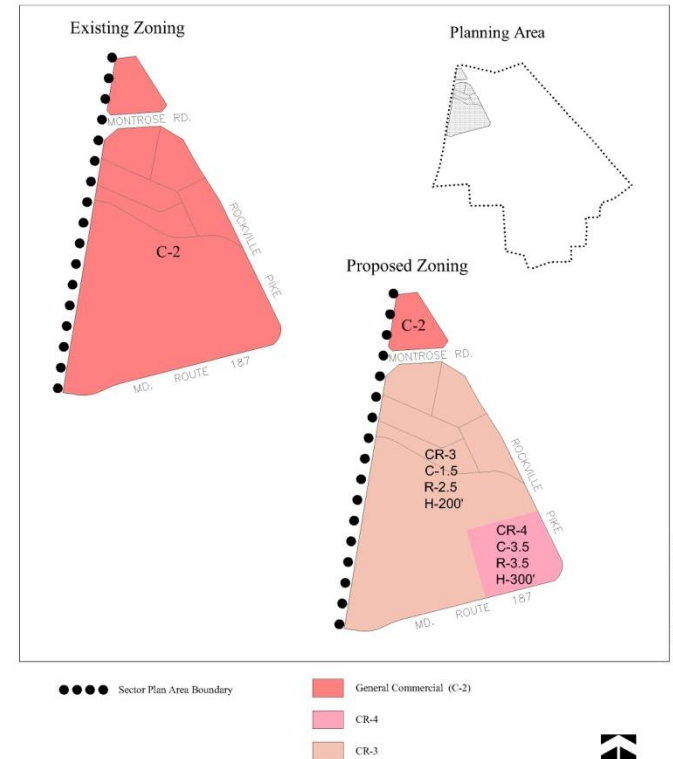 Existing Zoning
Planning Area
MONTROSE RD.
C-2
ROCKVILLE PIKE
MD. ROUTE 187
Proposed Zoning
C-2
MONTROSE RD.
CR-3
C-1.5
R-2.5
H-200'
ROCKVILLE PIKE
CR-4
C-3.5
R-3.5
H-300'
MD. ROUTE 187
Sector Plan Area Boundary
General Commercial (C-2)
CR-4
CR-3